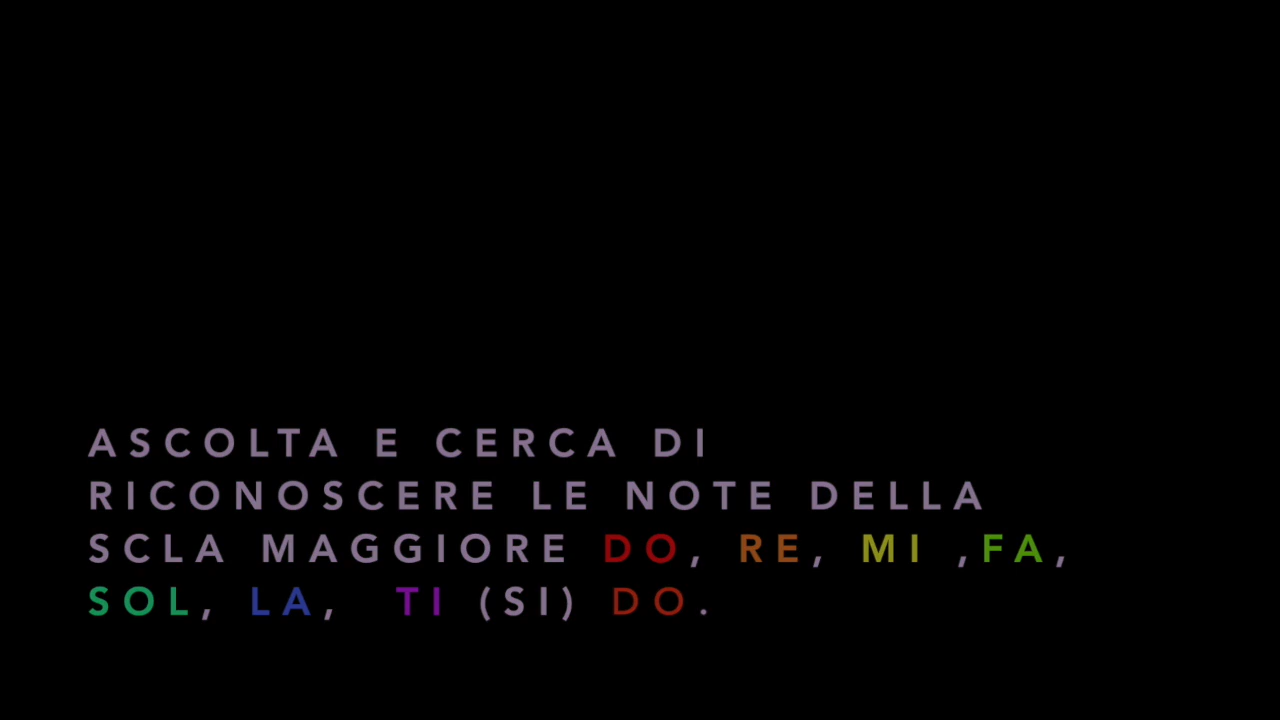 ASCOLTA E CERCA DI
RICONOSCERE LE NOTE DELLA
SCLA MAGGIORE DO, RE, MI ,FA,
SOL, LA, TI (SI) DO.